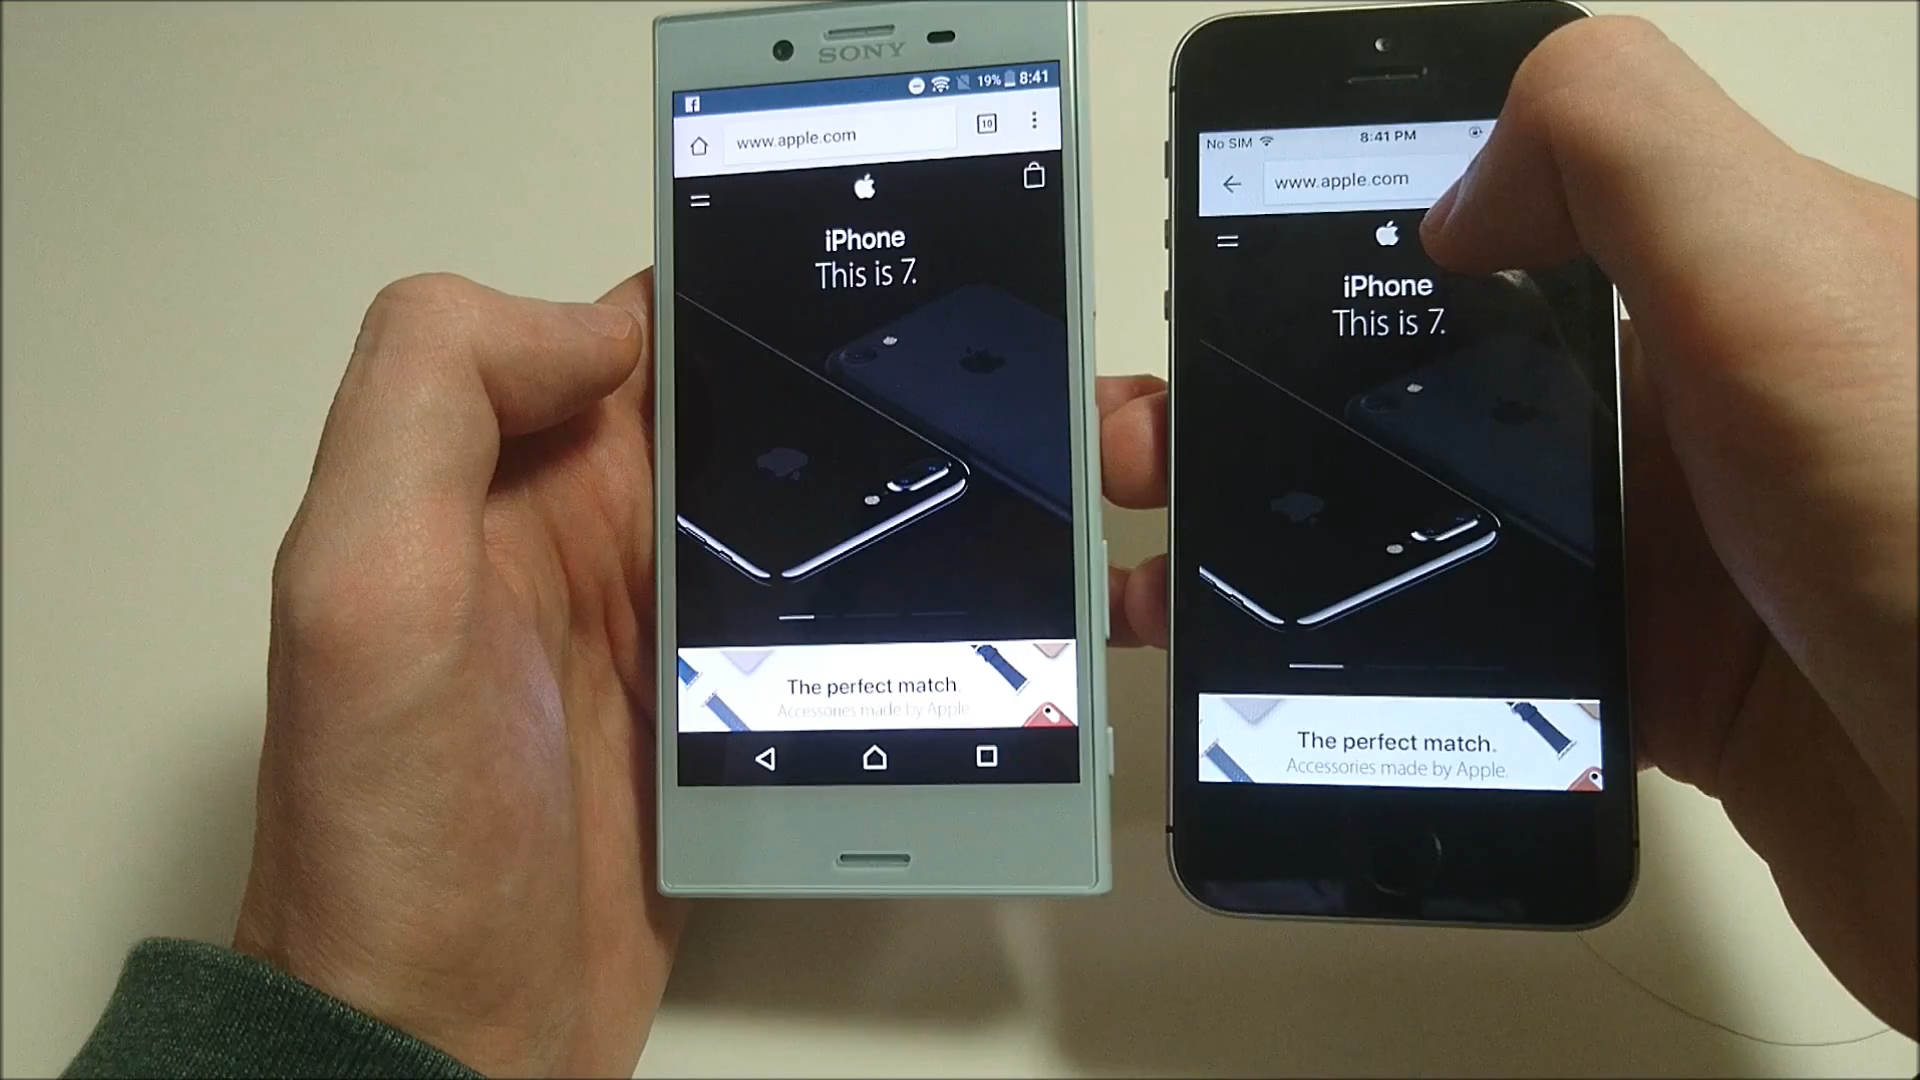 SONY
19% 8:41
www.apple.com
10
iPhone
This is 7.
The perfect match.
Accessories made by Apple.
No SIM 8:41 PM
www.apple.com
iPhone
This is 7.
The perfect match.
Accessories made by Apple.